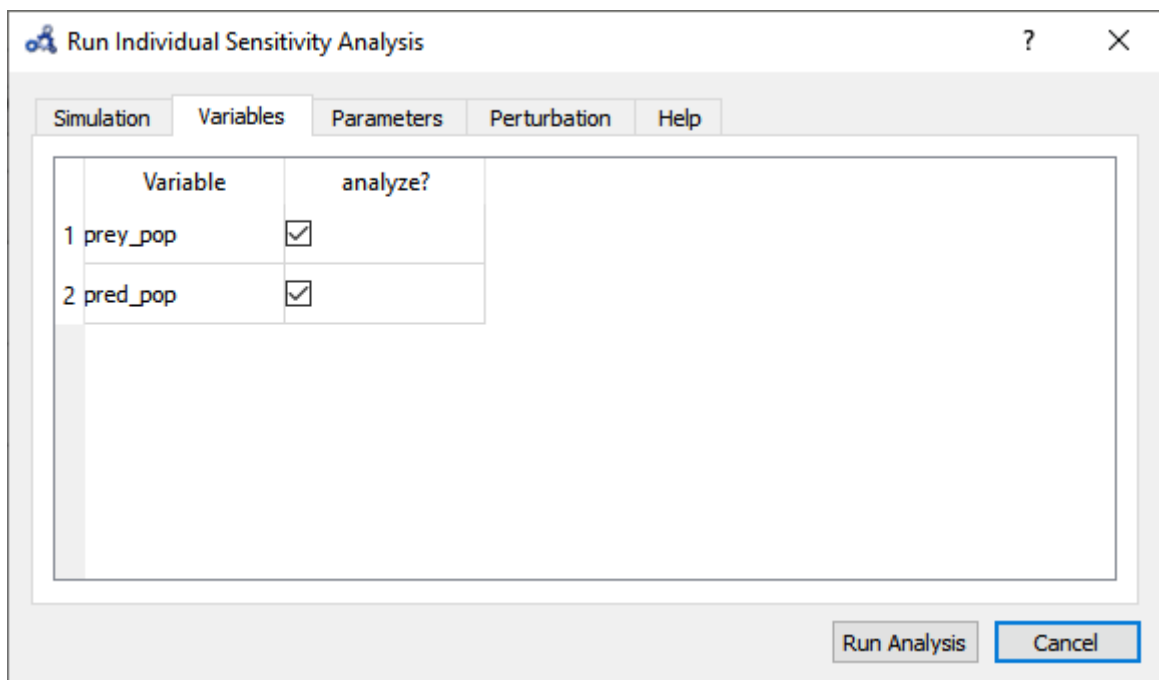 Run Individual Sensitivity Analysis ?
Simulation Variables Parameters Perturbation Help
Variable analyze?
1 prey_pop
2 pred_pop
Run Analysis Cancel